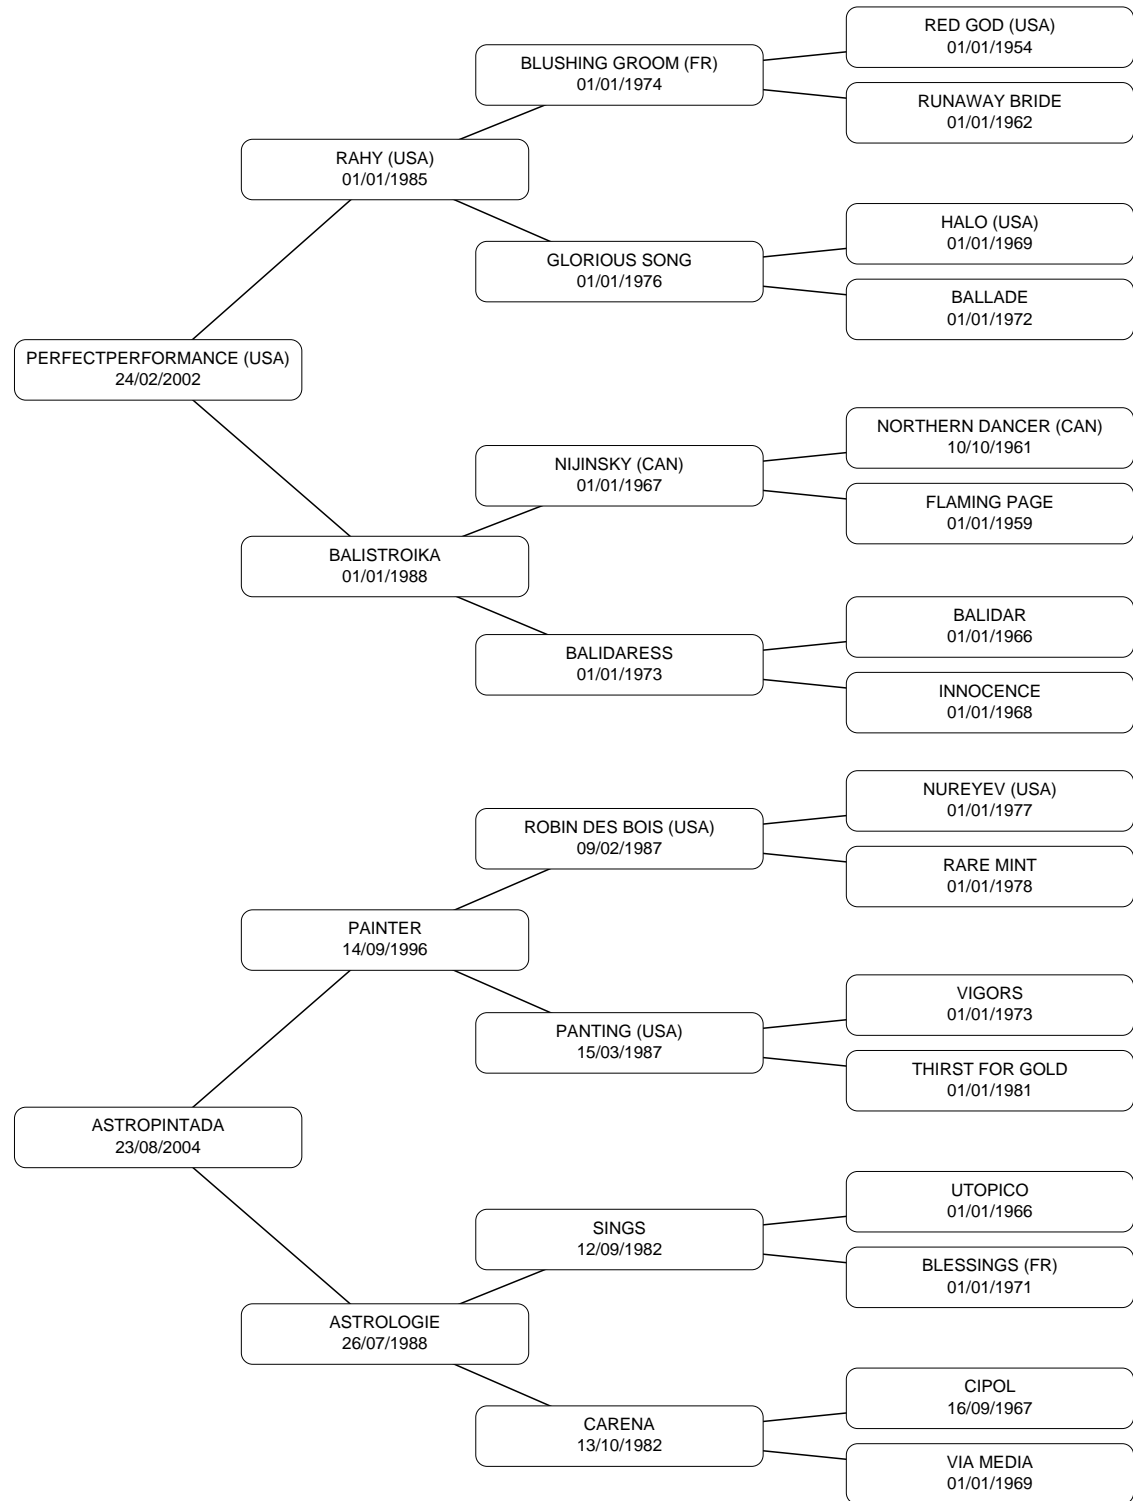 RED GOD (USA)
01/01/1954
BLUSHING GROOM (FR)
01/01/1974
RUNAWAY BRIDE
01/01/1962
RAHY (USA)
01/01/1985
HALO (USA)
01/01/1969
GLORIOUS SONG
01/01/1976
BALLADE
01/01/1972
PERFECTPERFORMANCE (USA)
24/02/2002
NORTHERN DANCER (CAN)
10/10/1961
NIJINSKY (CAN)
01/01/1967
FLAMING PAGE
01/01/1959
BALISTROIKA
01/01/1988
BALIDAR
01/01/1966
BALIDARESS
01/01/1973
INNOCENCE
01/01/1968
NUREYEV (USA)
01/01/1977
ROBIN DES BOIS (USA)
09/02/1987
RARE MINT
01/01/1978
PAINTER
14/09/1996
VIGORS
01/01/1973
PANTING (USA)
15/03/1987
THIRST FOR GOLD
01/01/1981
ASTROPINTADA
23/08/2004
UTOPICO
01/01/1966
SINGS
12/09/1982
BLESSINGS (FR)
01/01/1971
ASTROLOGIE
26/07/1988
CIPOL
16/09/1967
CARENA
13/10/1982
VIA MEDIA
01/01/1969